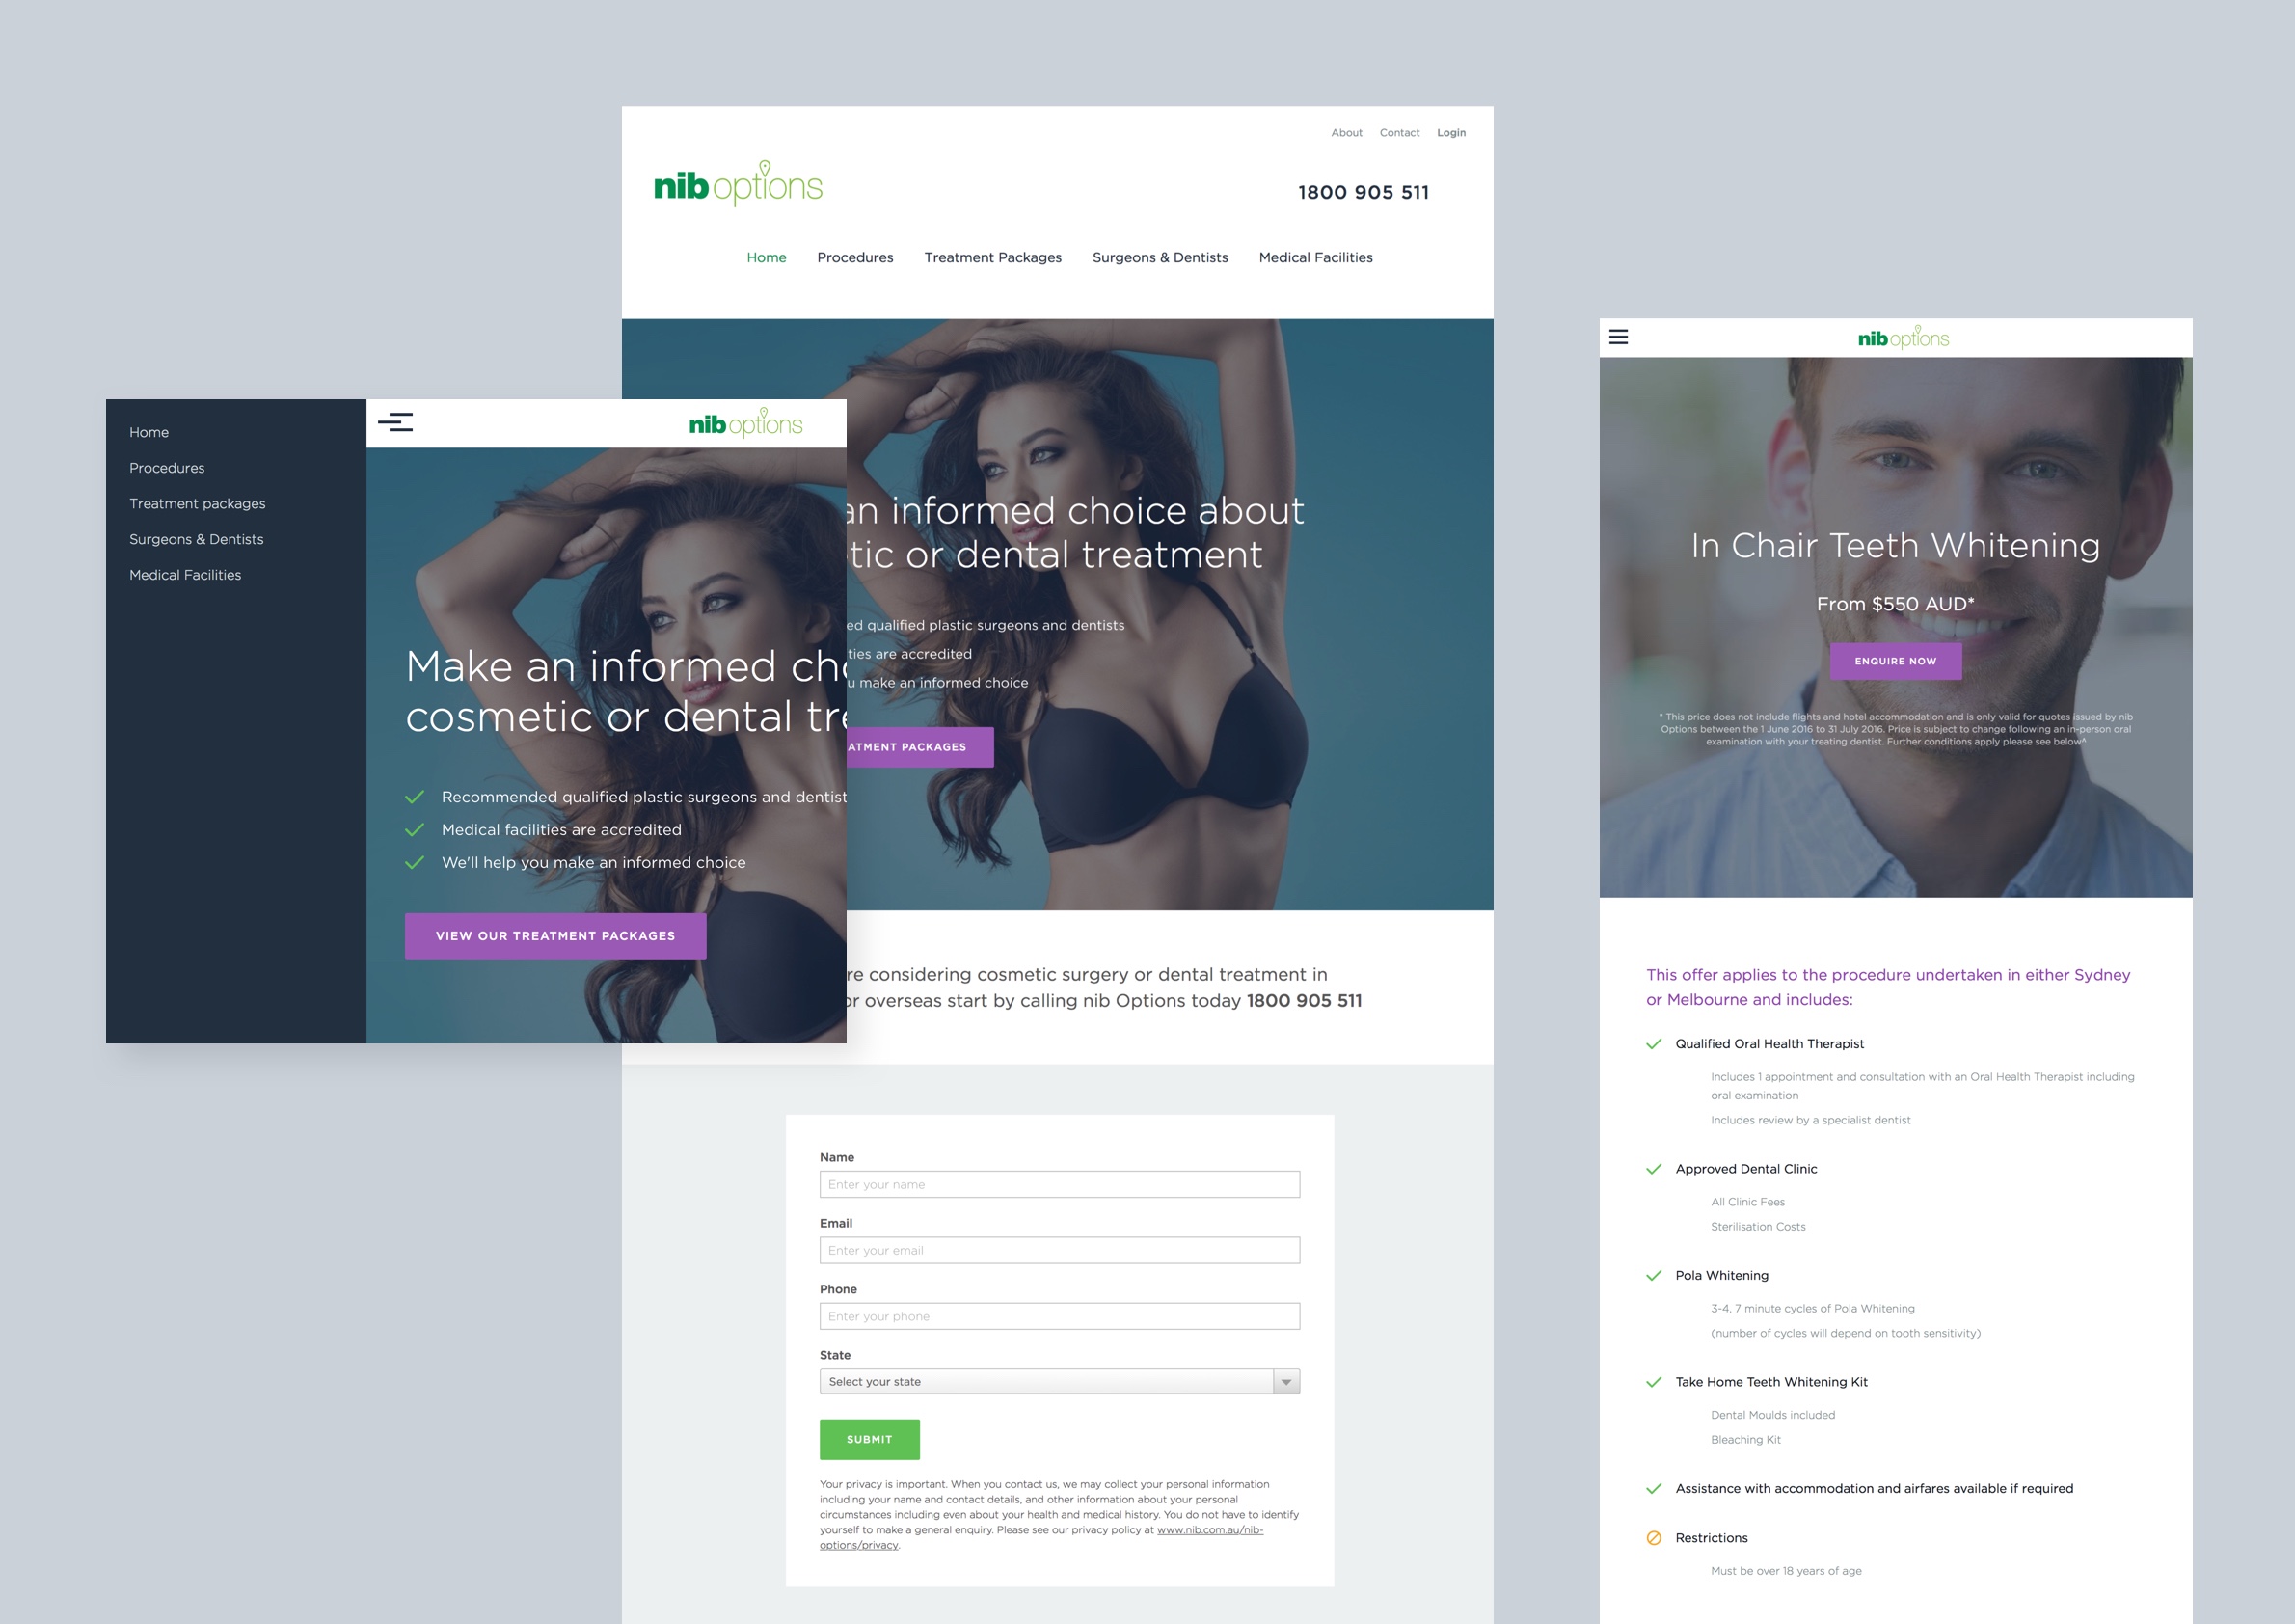 About Contact Login
nib options
1800 905 511
Home Procedures Treatment Packages Surgeons & Dentists Medical Facilities
an informed choice about
tic or dental treatment
ed qualified plastic surgeons and dentists
ties are accredited
u make an informed choice
ATMENT PACKAGES
re considering cosmetic surgery or dental treatment in
or overseas start by calling nib Options today 1800 905 511
Name
Enter your name
Email
Enter your email
Phone
Enter your phone
State
Select your state
SUBMIT
Your privacy is important. When you contact us, we may collect your personal information
including your name and contact details, and other information about your personal
circumstances including even about your health and medical history. You do not have to identify
yourself to make a general enquiry. Please see our privacy policy at www.nib.com.au/nib-
options/privacy.
Home
Procedures
Treatment packages
Surgeons & Dentists
Medical Facilities
nib options
Make an informed cho
cosmetic or dental tre
Recommended qualified plastic surgeons and dentist
Medical facilities are accredited
We'll help you make an informed choice
VIEW OUR TREATMENT PACKAGES
nib options
In Chair Teeth Whitening
From $550 AUD*
ENQUIRE NOW
* This price does not include flights and hotel accommodation and is only valid for quotes issued by nib
Options between the 1 June 2016 to 31 July 2016. Price is subject to change following an in-person oral
examination with your treating dentist. Further conditions apply please see below^
This offer applies to the procedure undertaken in either Sydney
or Melbourne and includes:
Qualified Oral Health Therapist
Includes 1 appointment and consultation with an Oral Health Therapist including
oral examination
Includes review by a specialist dentist
Approved Dental Clinic
All Clinic Fees
Sterilisation Costs
Pola Whitening
3-4, 7 minute cycles of Pola Whitening
(number of cycles will depend on tooth sensitivity)
Take Home Teeth Whitening Kit
Dental Moulds included
Bleaching Kit
Assistance with accommodation and airfares available if required
Restrictions
Must be over 18 years of age